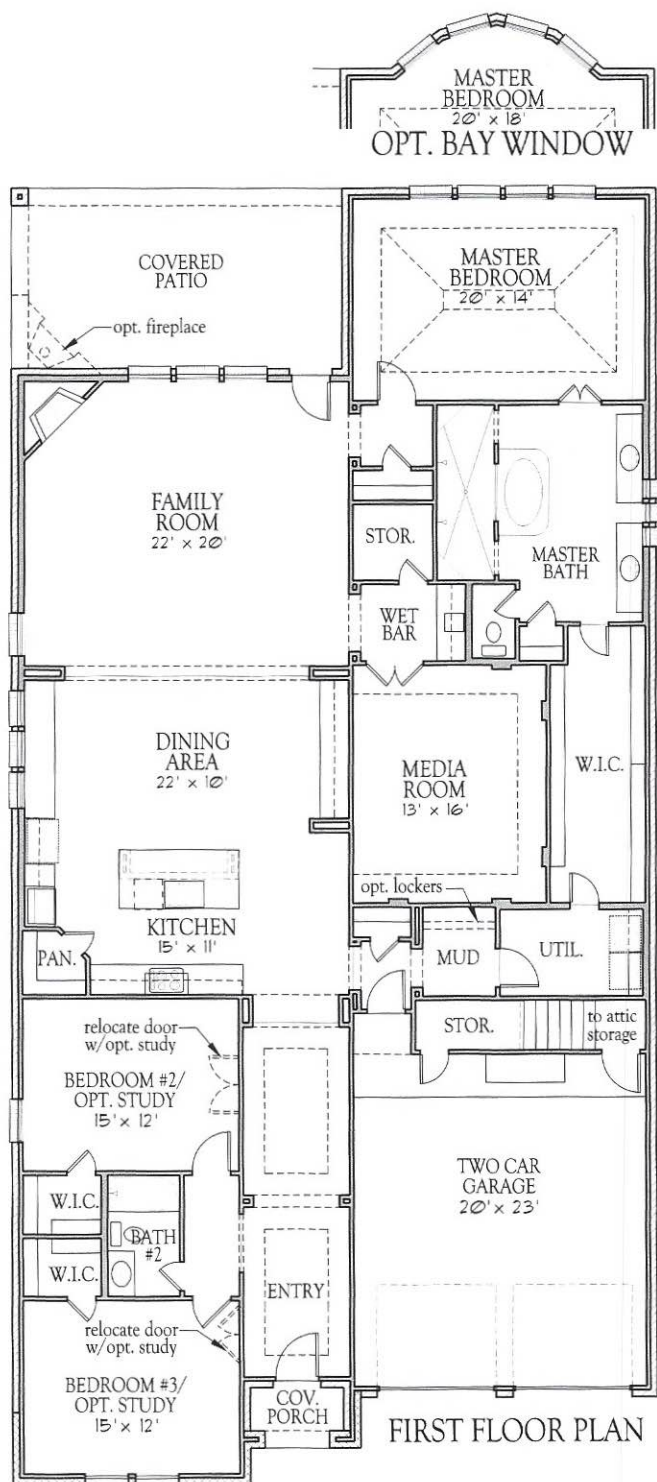 MASTER
BEDROOM
20' x 18'
OPT. BAY WINDOW
COVERED
PATIO
opt. fireplace
MASTER
BEDROOM
20' x 14'
FAMILY
ROOM
22' x 20'
STOR.
WET
BAR
MASTER
BATH
DINING
AREA
22' x 10'
MEDIA
ROOM
13' x 16'
W.I.C.
opt. lockers
KITCHEN
15' x 11'
PAN.
MUD
UTIL.
STOR.
to attic
storage
relocate door
w/opt. study
BEDROOM #2/
OPT. STUDY
15' x 12'
TWO CAR
GARAGE
20' x 23'
W.I.C.
BATH
#2
W.I.C.
ENTRY
relocate door
w/opt. study
BEDROOM #3/
OPT. STUDY
15' x 12'
COV.
PORCH
FIRST FLOOR PLAN